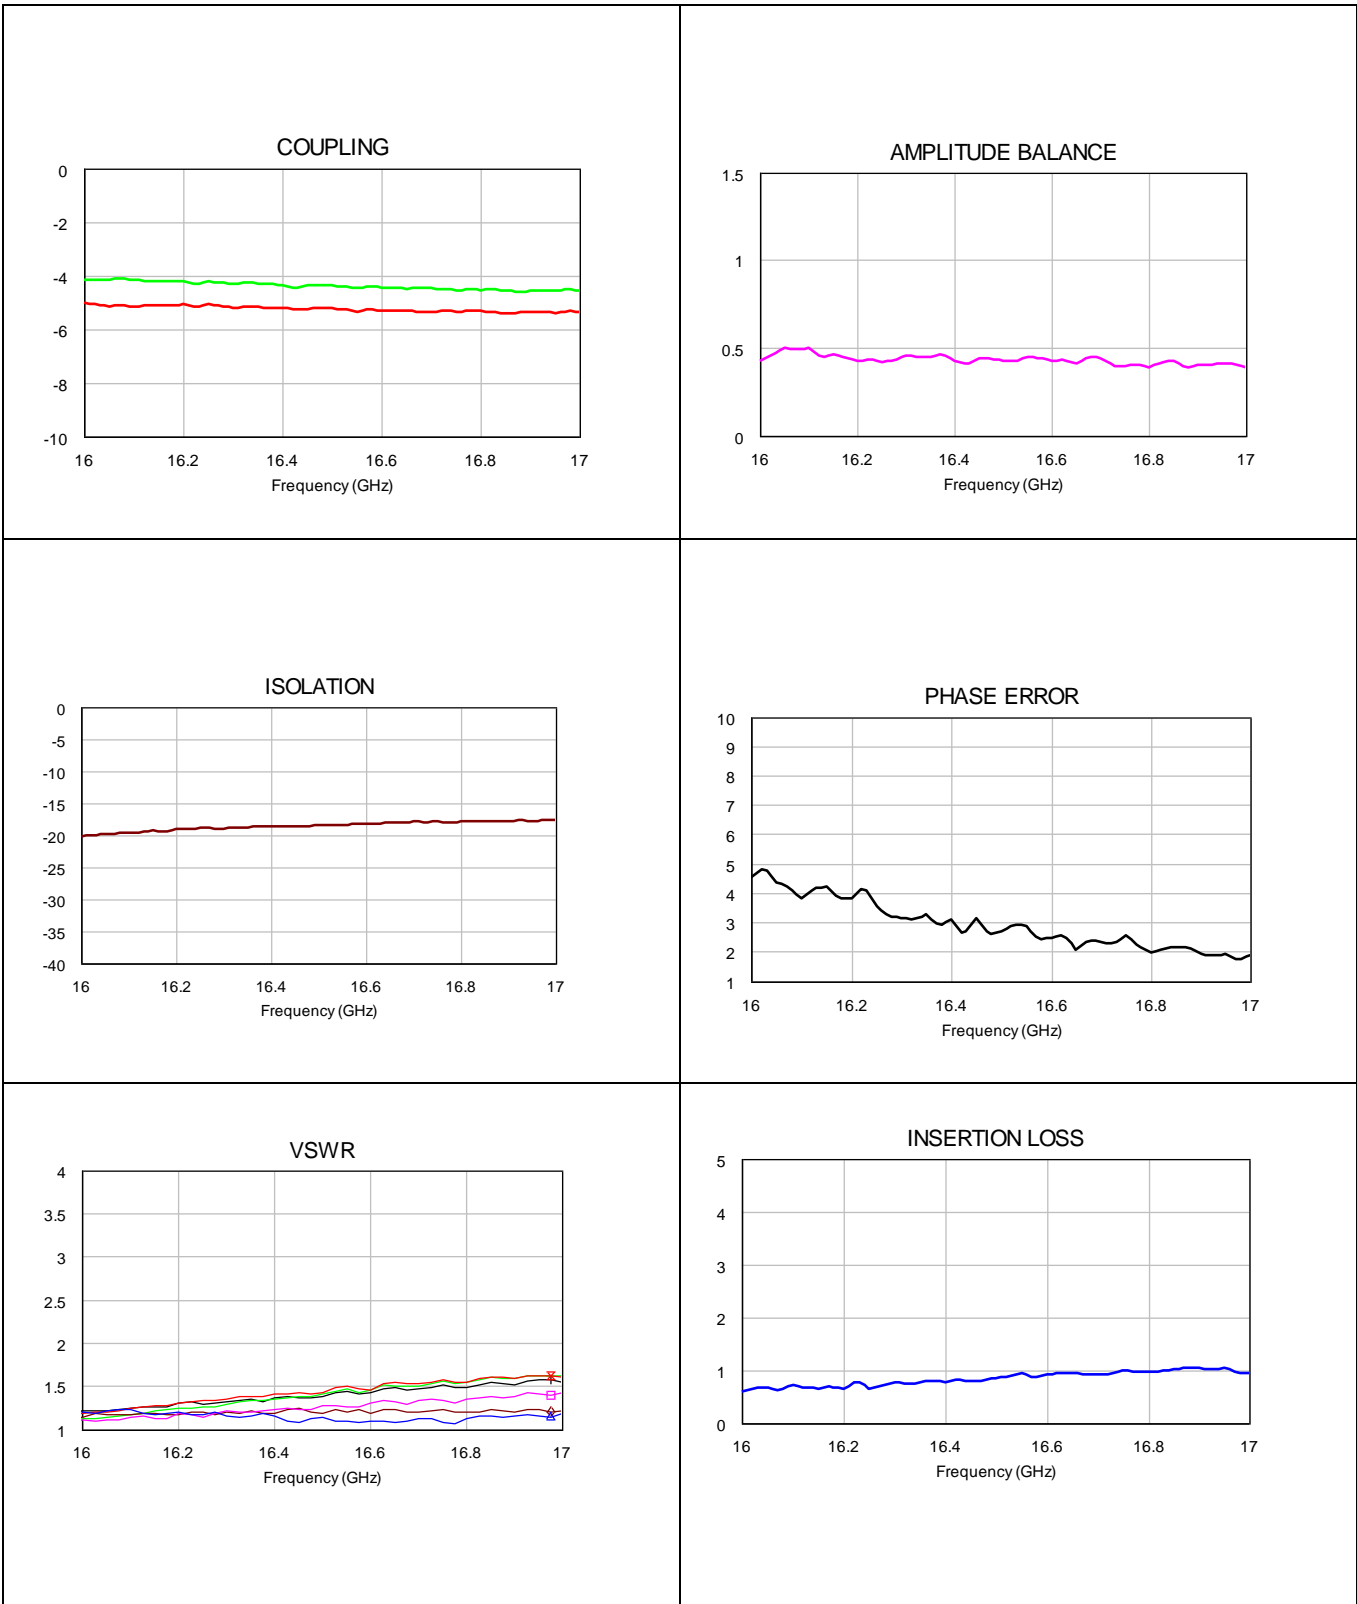 COUPLING
0
-2
-4
-6
-8
-10
16 16.2 16.4 16.6 16.8 17
Frequency (GHz)
AMPLITUDE BALANCE
1.5
1
0.5
0
16 16.2 16.4 16.6 16.8 17
Frequency (GHz)
ISOLATION
0
-5
-10
-15
-20
-25
-30
-35
-40
16 16.2 16.4 16.6 16.8 17
Frequency (GHz)
PHASE ERROR
10
9
8
7
6
5
4
3
2
1
16 16.2 16.4 16.6 16.8 17
Frequency (GHz)
VSWR
4
3.5
3
2.5
2
1.5
1
16 16.2 16.4 16.6 16.8 17
Frequency (GHz)
INSERTION LOSS
5
4
3
2
1
0
16 16.2 16.4 16.6 16.8 17
Frequency (GHz)